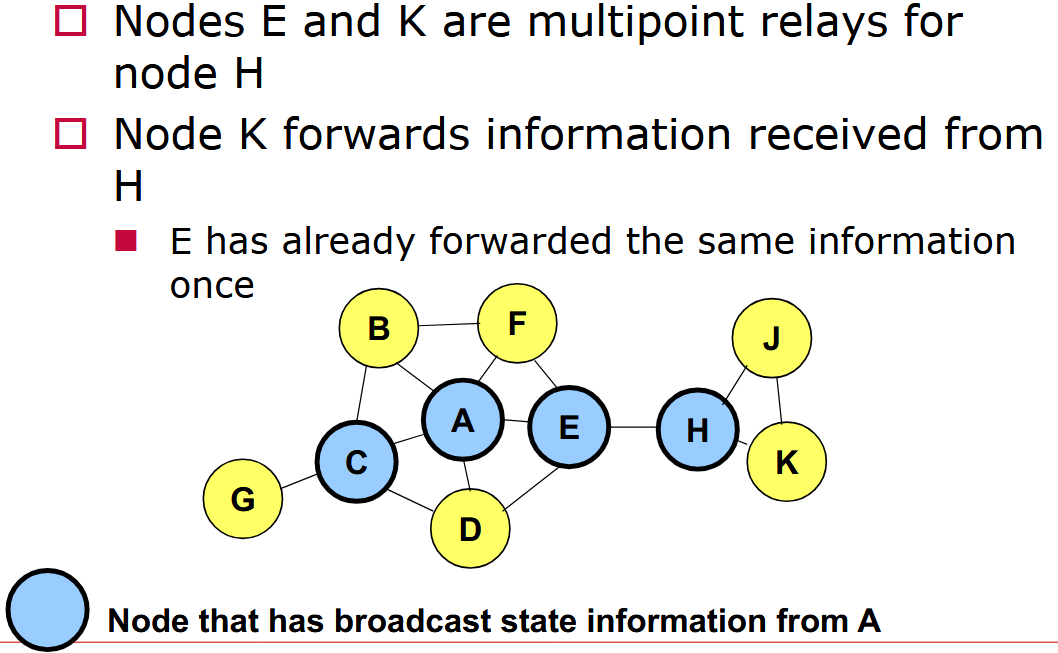 Nodes E and K are multipoint relays for
node H
Node K forwards information received from
H
E has already forwarded the same information
once
B
F
J
A
E
H
C
K
G
D
Node that has broadcast state information from A